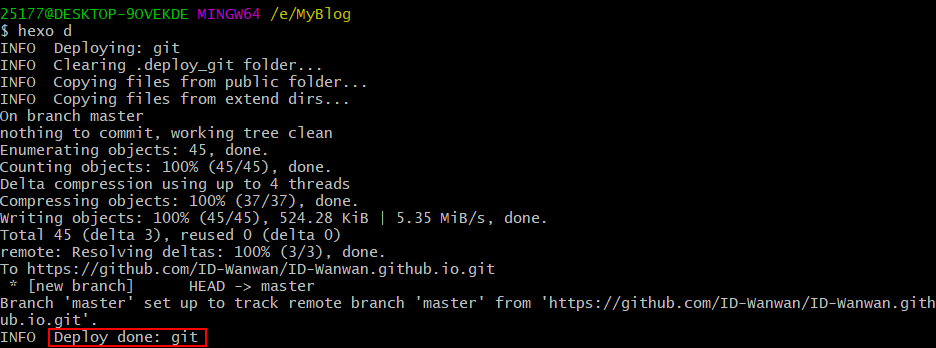 25177@DESKTOP-9OVEKDE MINGW64 /e/MyBlog
$ hexo d
INFO  Deploying: git
INFO  Clearing .deploy_git folder...
INFO  Copying files from public folder...
INFO  Copying files from extend dirs...
On branch master
nothing to commit, working tree clean
Enumerating objects: 45, done.
Counting objects: 100% (45/45), done.
Delta compression using up to 4 threads
Compressing objects: 100% (37/37), done.
Writing objects: 100% (45/45), 524.28 KiB | 5.35 MiB/s, done.
Total 45 (delta 3), reused 0 (delta 0)
remote: Resolving deltas: 100% (3/3), done.
To https://github.com/ID-Wanwan/ID-Wanwan.github.io.git
 * [new branch]      HEAD -> master
Branch 'master' set up to track remote branch 'master' from 'https://github.com/ID-Wanwan/ID-Wanwan.gith
ub.io.git'.
INFO  Deploy done: git